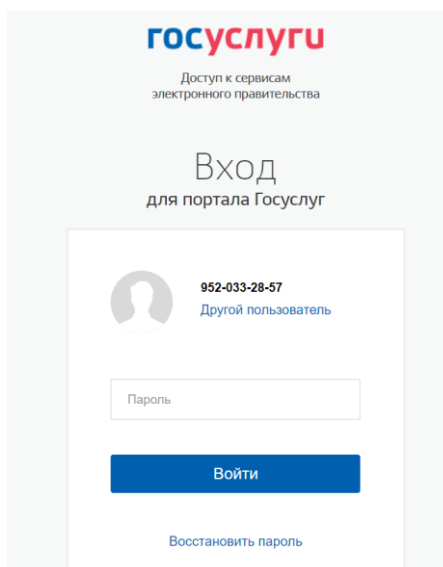 госуслуги
Доступ к сервисам
электронного правительства
Вход
для портала Госуслуг
952-033-28-57
Другой пользователь
Пароль
Войти
Восстановить пароль